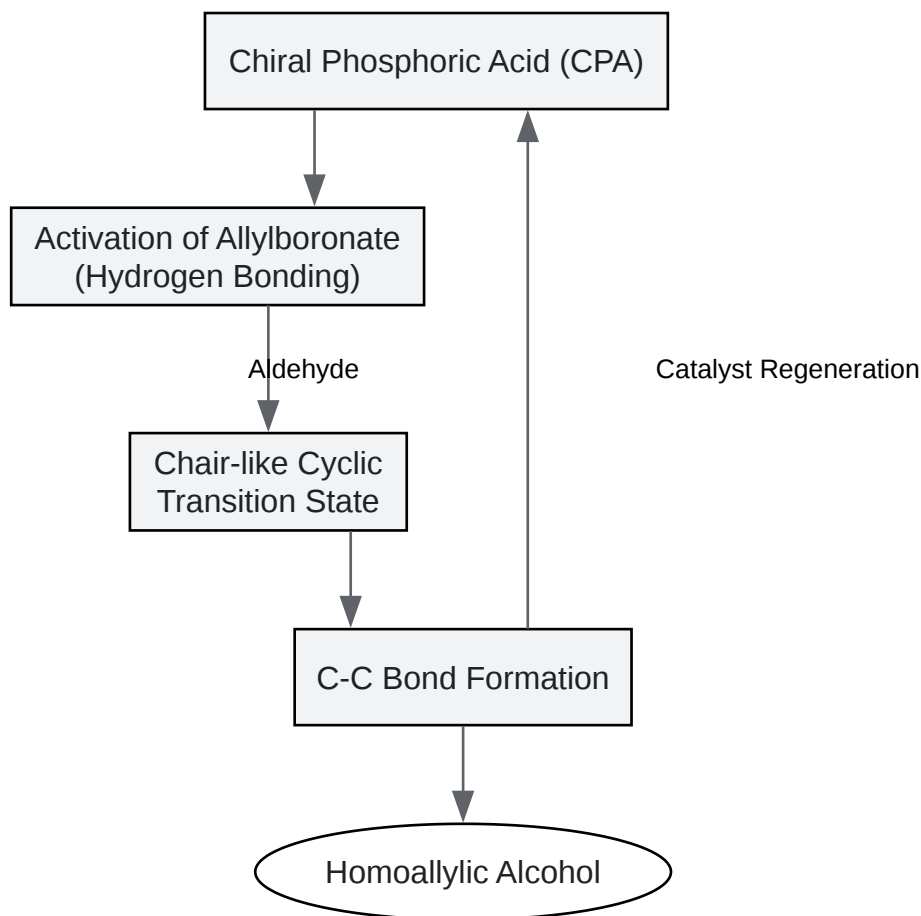 Chiral Phosphoric Acid (CPA)
Activation of Allylboronate
(Hydrogen Bonding)
Aldehyde
Catalyst Regeneration
Chair-like Cyclic
Transition State
C-C Bond Formation
Homoallylic Alcohol